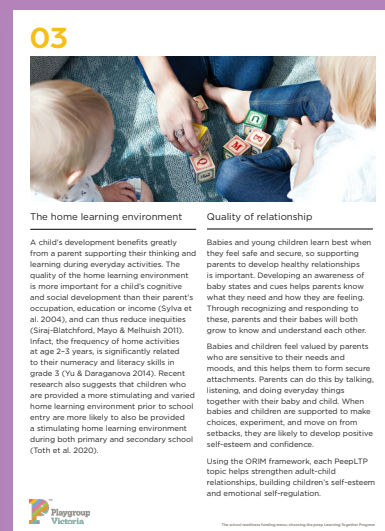 03
The home learning environment
A child's development benefits greatly
from a parent supporting their thinking and
learning during everyday activities. The
quality of the home learning environment
is more important for a child's cognitive
and social development than their parent's
occupation, education or income (Sylva et
al. 2004), and can thus reduce inequities
(Siraj-Blatchford, Mayo & Melhuish 2011).
Infact, the frequency of home activities
at age 2–3 years, is significantly related
to their numeracy and literacy skills in
grade 3 (Yu & Daraganova 2014). Recent
research also suggests that children who
are provided a more stimulating and varied
home learning environment prior to school
entry are more likely to also be provided
a stimulating home learning environment
during both primary and secondary school
(Toth et al. 2020).
Quality of relationship
Babies and young children learn best when
they feel safe and secure, so supporting
parents to develop healthy relationships
is important. Developing an awareness of
baby states and cues helps parents know
what they need and how they are feeling.
Through recognizing and responding to
these, parents and their babes will both
grow to know and understand each other.
Babies and children feel valued by parents
who are sensitive to their needs and
moods, and this helps them to form secure
attachments. Parents can do this by talking,
listening, and doing everyday things
together with their baby and child. When
babies and children are supported to make
choices, experiment, and move on from
setbacks, they are likely to develop positive
self-esteem and confidence.
Using the ORIM framework, each PeepLTP
topic helps strengthen adult-child
relationships, building children's self-esteem
and emotional self-regulation.
Playgroup
Victoria
The school readiness funding menu: choosing the peep Learning Together Program